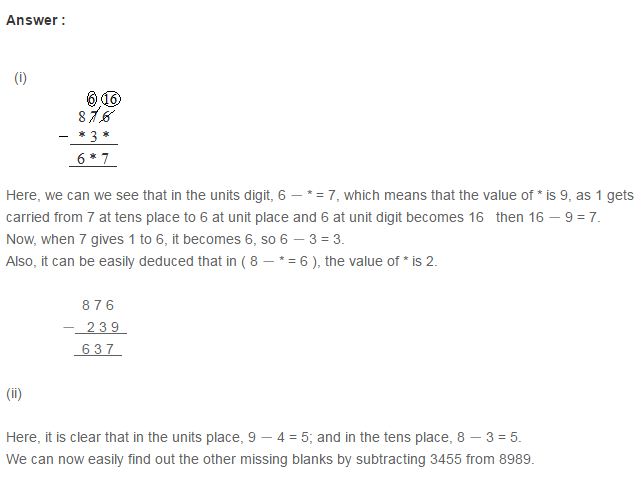 Answer :
(i)
6 16
8 7 6
— * 3 *
6 * 7
Here, we can we see that in the units digit, 6 — * = 7, which means that the value of * is 9, as 1 gets
carried from 7 at tens place to 6 at unit place and 6 at unit digit becomes 16 then 16 — 9 = 7.
Now, when 7 gives 1 to 6, it becomes 6, so 6 — 3 = 3.
Also, it can be easily deduced that in ( 8 — * = 6 ), the value of * is 2.
8 7 6
— 2 3 9
6 3 7
(ii)
Here, it is clear that in the units place, 9 — 4 = 5; and in the tens place, 8 — 3 = 5.
We can now easily find out the other missing blanks by subtracting 3455 from 8989.